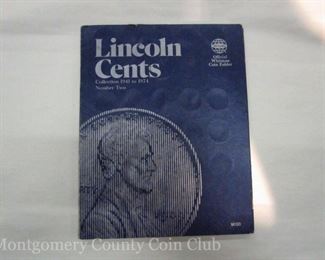 Lincoln
Cents
Collection 1941 to 1974
Number Two
Official
Whitman
Coin Folder
Montgomery County Coin Club